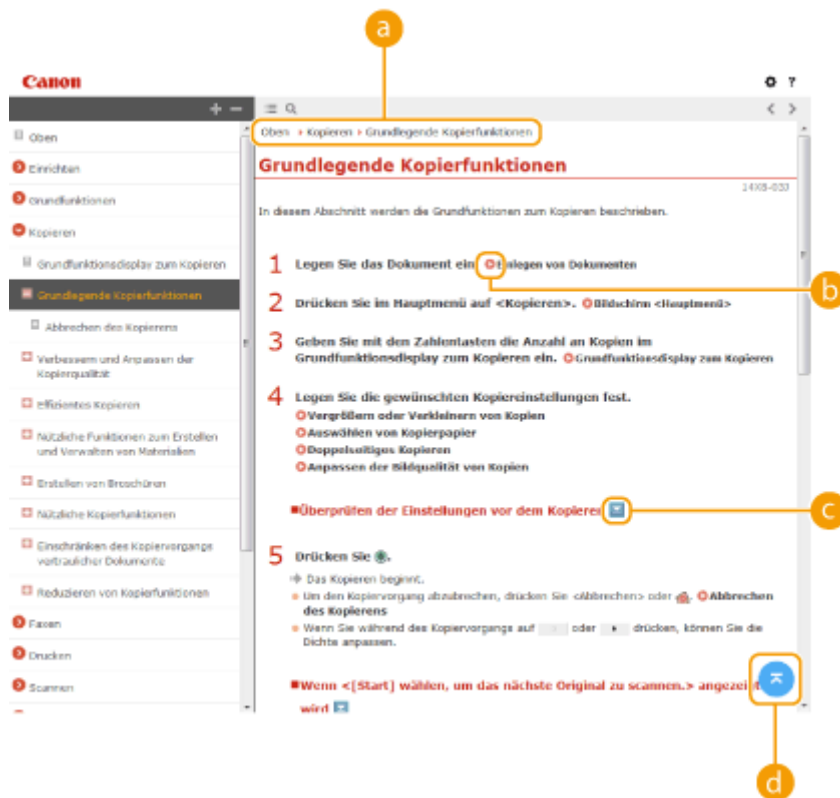 a
Canon
?
+ −
Oben
Einrichten
Grundfunktionen
Kopieren
Grundfunktionsdisplay zum Kopieren
Grundlegende Kopierfunktionen
Abbrechen des Kopierens
Verbessern und Anpassen der
Kopierqualität
Effizientes Kopieren
Nützliche Funktionen zum Erstellen
und Verwalten von Materialien
Erstellen von Broschüren
Nützliche Kopierfunktionen
Einschränken des Kopiervorgangs
vertraulicher Dokumente
Reduzieren von Kopierfunktionen
Faxen
Drucken
Scannen
Oben Kopieren Grundlegende Kopierfunktionen
Grundlegende Kopierfunktionen
In diesem Abschnitt werden die Grundfunktionen zum Kopieren beschrieben.
1 Legen Sie das Dokument ein. Einlegen von Dokumenten
b
2 Drücken Sie im Hauptmenü auf <Kopieren>. Bildschirm <Hauptmenü>
3 Geben Sie mit den Zahlentasten die Anzahl an Kopien im
Grundfunktionsdisplay zum Kopieren ein. Grundfunktionsdisplay zum Kopieren
4 Legen Sie die gewünschten Kopiereinstellungen fest.
Vergrößern oder Verkleinern von Kopien
Auswählen von Kopierpapier
Doppelseitiges Kopieren
Anpassen der Bildqualität von Kopien
Überprüfen der Einstellungen vor dem Kopieren
c
5 Drücken Sie .
Das Kopieren beginnt.
Um den Kopiervorgang abzubrechen, drücken Sie <Abbrechen> oder . Abbrechen
des Kopierens
Wenn Sie während des Kopiervorgangs auf oder drücken, können Sie die
Dichte anpassen.
Wenn <[Start] wählen, um das nächste Original zu scannen.> angezeigt
wird
d